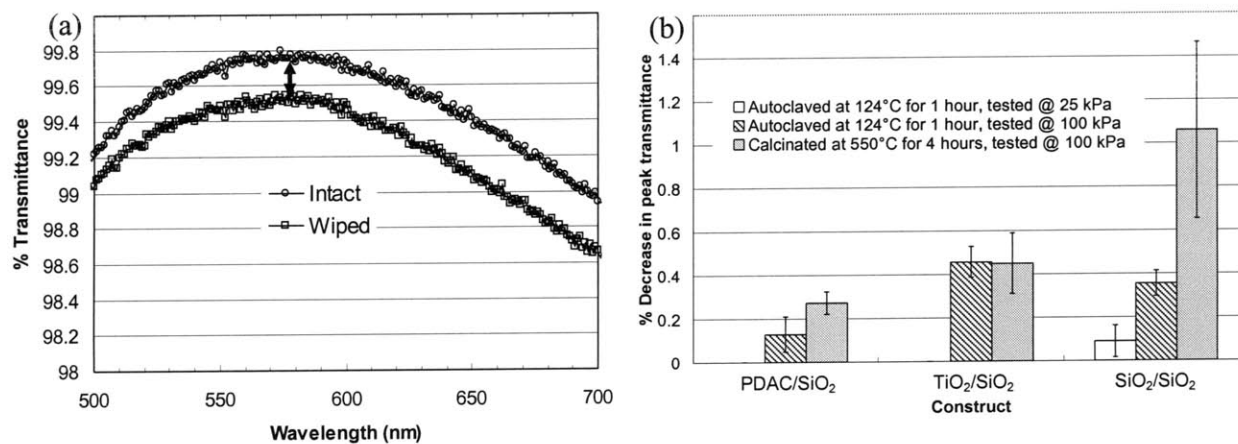 (a)
99.8
99.6
99.4
99.2
99
98.8
98.6
98.4
98.2
98
% Transmittance
Intact
Wiped
500
550
600
650
700
Wavelength (nm)
(b)
1.4
1.2
1
0.8
0.6
0.4
0.2
0
% Decrease in peak transmittance
Autoclaved at 124°C for 1 hour, tested @ 25 kPa
Autoclaved at 124°C for 1 hour, tested @ 100 kPa
Calcinated at 550°C for 4 hours, tested @ 100 kPa
PDAC/SiO₂
TiO₂/SiO₂
SiO₂/SiO₂
Construct